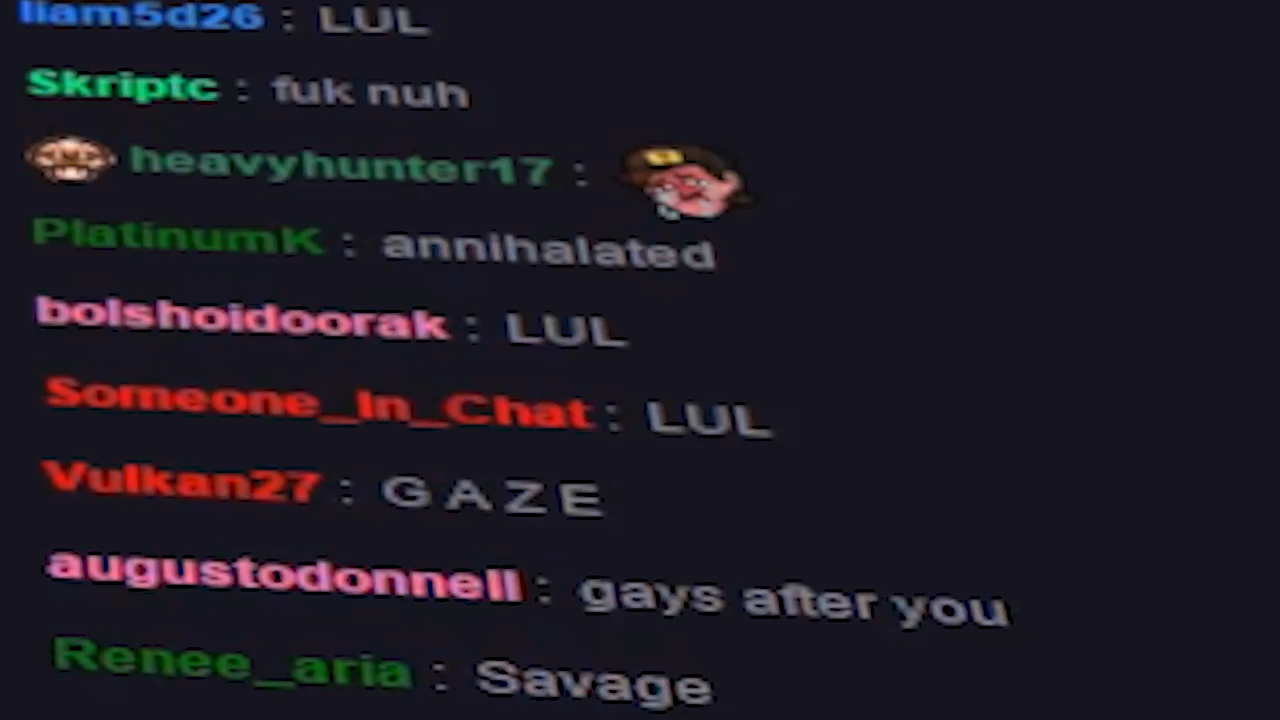 liam5d26 : LUL
Skriptc : fuk nuh
heavyhunter17 :
PlatinumK : annihalated
bolshoidoorak : LUL
Someone_In_Chat : LUL
Vulkan27 : G A Z E
augustodonnell : gays after you
Renee_aria : Savage